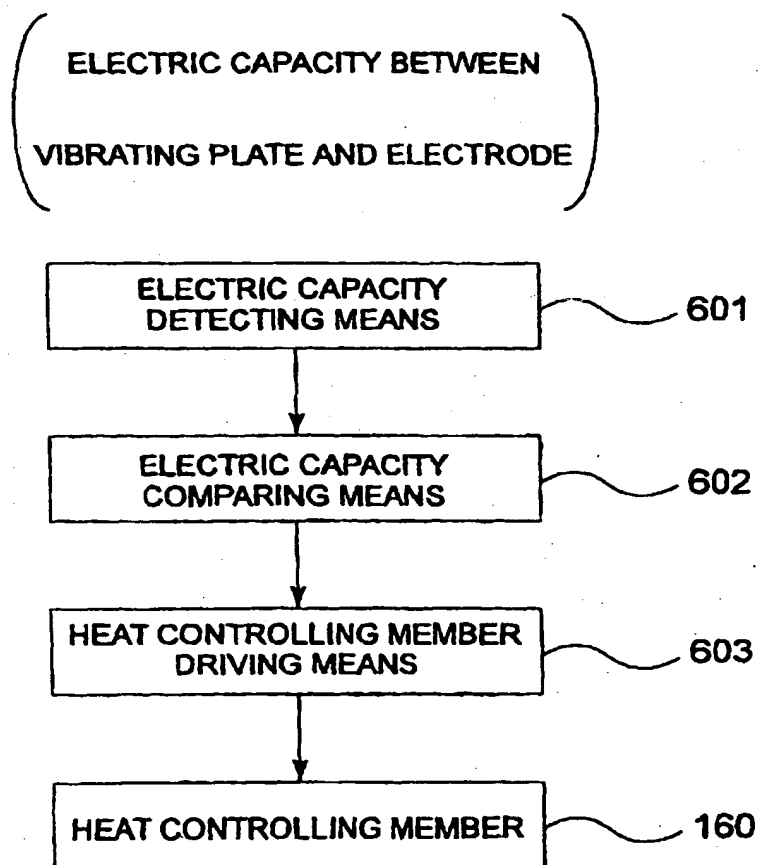 ELECTRIC CAPACITY BETWEEN
VIBRATING PLATE AND ELECTRODE
ELECTRIC CAPACITY
DETECTING MEANS
601
ELECTRIC CAPACITY
COMPARING MEANS
602
HEAT CONTROLLING MEMBER
DRIVING MEANS
603
HEAT CONTROLLING MEMBER
160